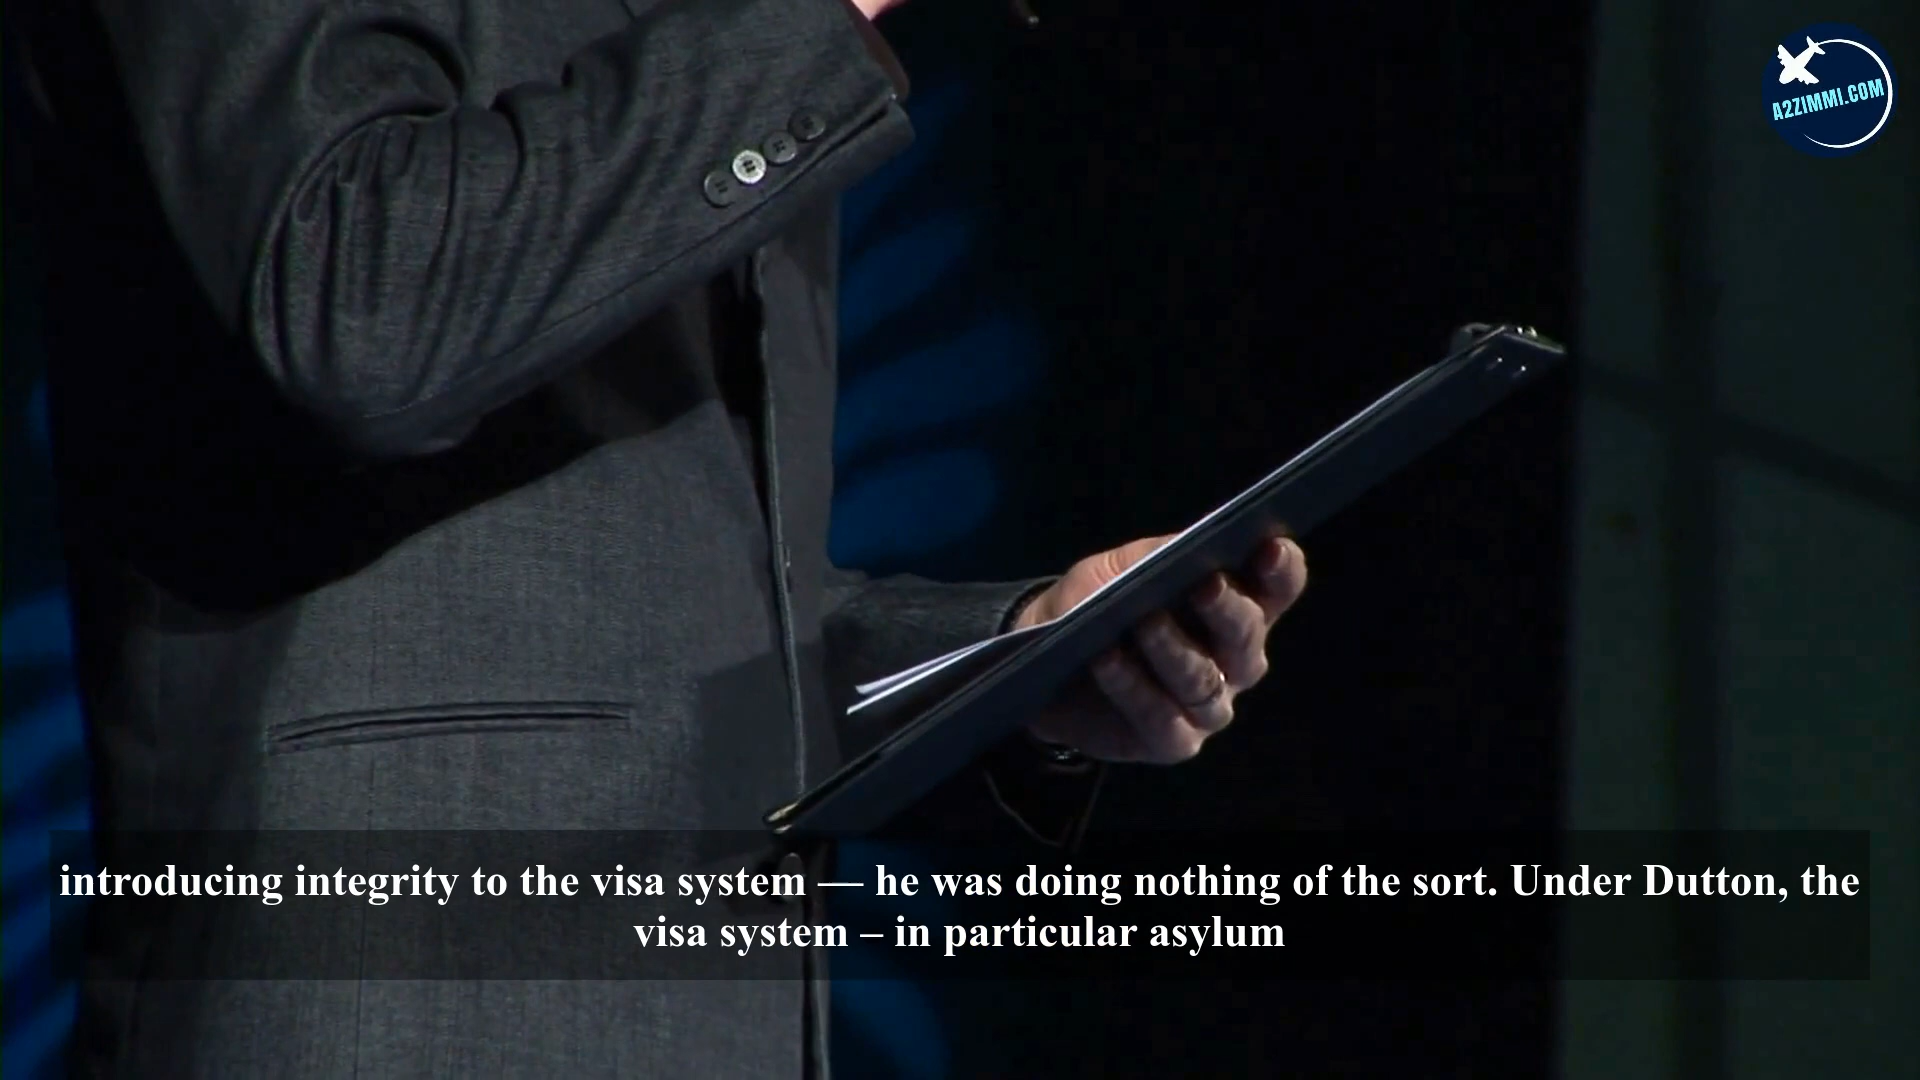 A2ZIMMI.COM
introducing integrity to the visa system — he was doing nothing of the sort. Under Dutton, the
visa system – in particular asylum